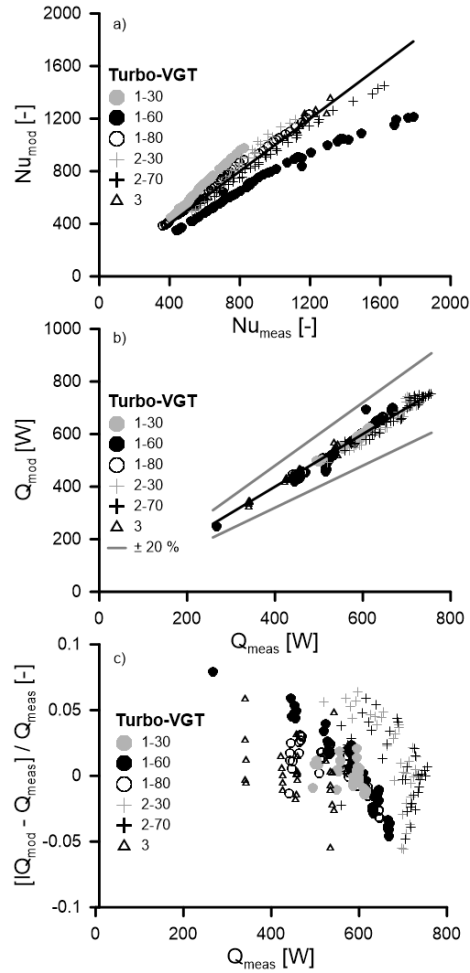 2000
a)
Turbo-VGT
1-30
1-60
1-80
2-30
2-70
3
1600
1200
800
400
0
Nu_mod [-]
0 400 800 1200 1600 2000
Nu_meas [-]
1000
b)
Turbo-VGT
1-30
1-60
1-80
2-30
2-70
3
± 20 %
800
600
400
200
0
Q_mod [W]
0 200 400 600 800
Q_meas [W]
0.1
c)
Turbo-VGT
1-30
1-60
1-80
2-30
2-70
3
0.05
0
-0.05
-0.1
[IQ_mod - Q_meas] / Q_meas [-]
0 200 400 600 800
Q_meas [W]